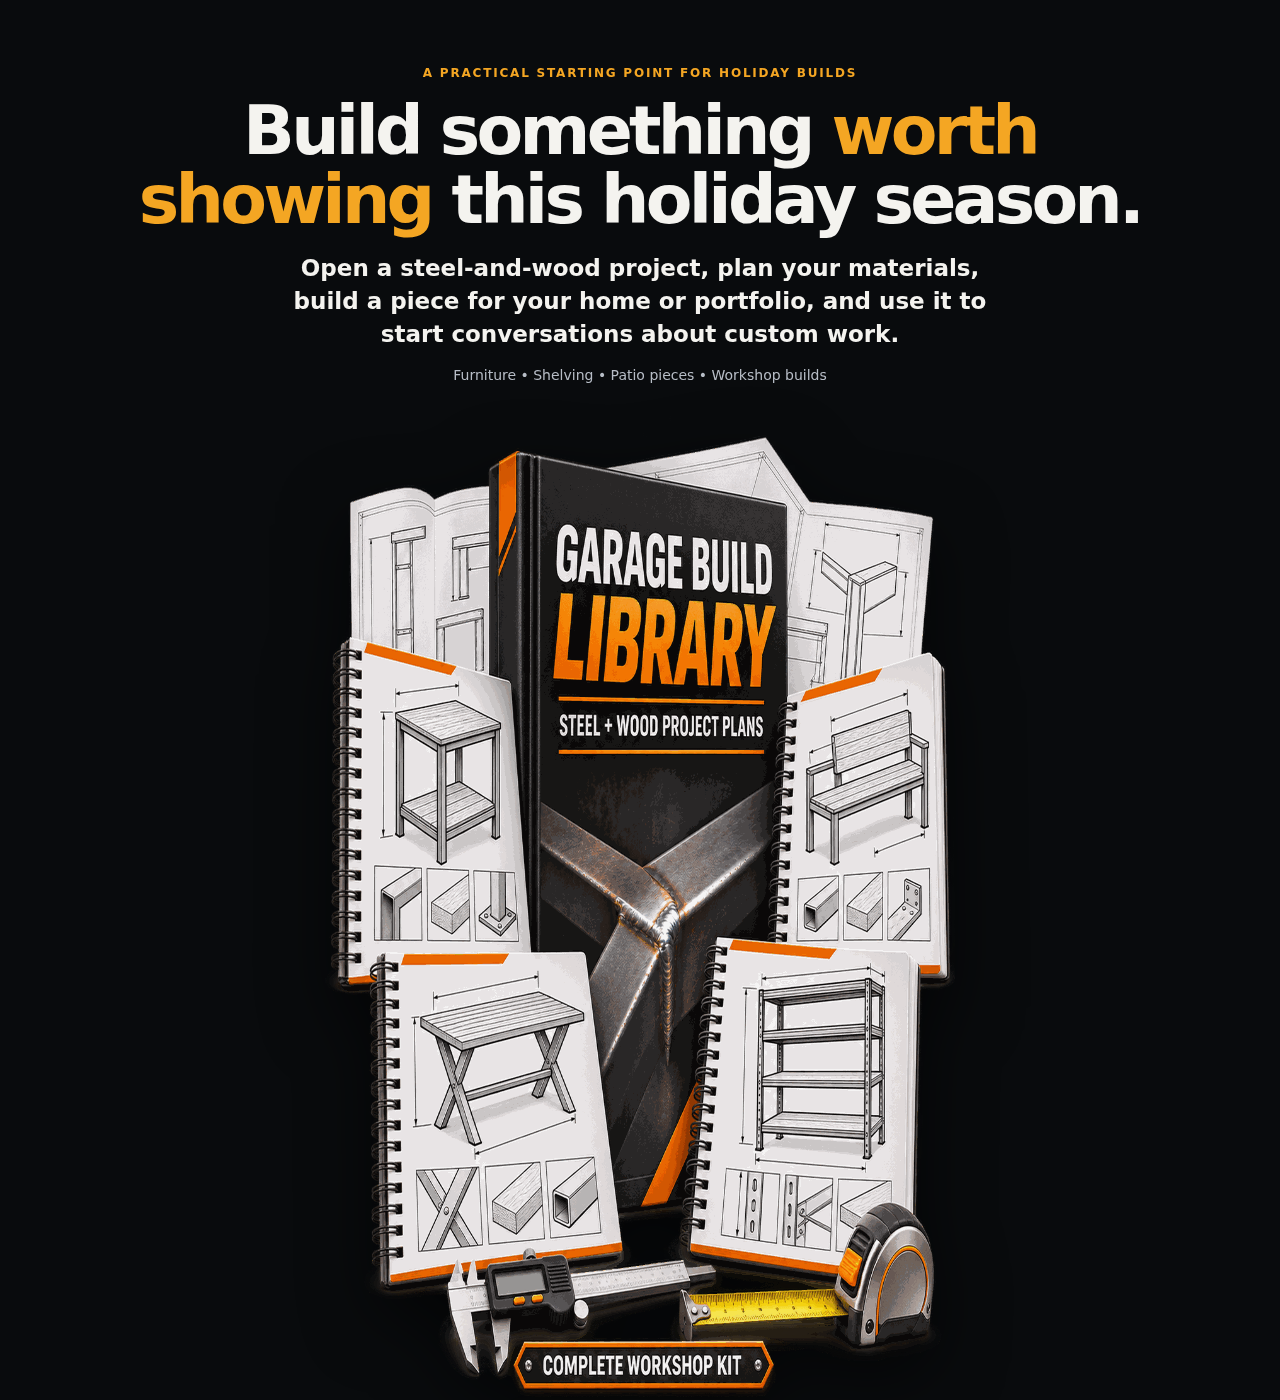 A PRACTICAL STARTING POINT FOR HOLIDAY BUILDS
Build something worth
showing this holiday season.
Open a steel-and-wood project, plan your materials,
build a piece for your home or portfolio, and use it to
start conversations about custom work.
Furniture • Shelving • Patio pieces • Workshop builds
GARAGE BUILD
LIBRARY
STEEL + WOOD PROJECT PLANS
COMPLETE WORKSHOP KIT